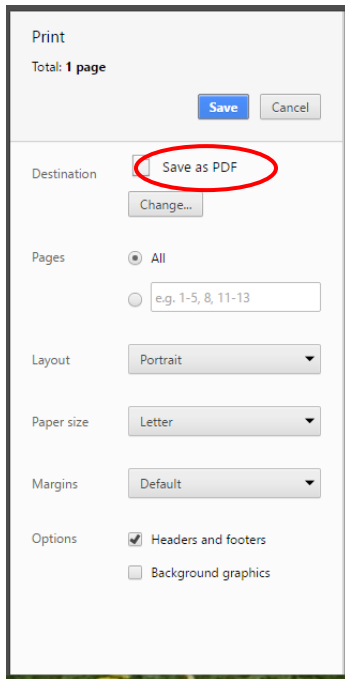 Print
Total: 1 page
Save Cancel
Destination Save as PDF
Change...
Pages All
e.g. 1-5, 8, 11-13
Layout Portrait
Paper size Letter
Margins Default
Options Headers and footers
Background graphics